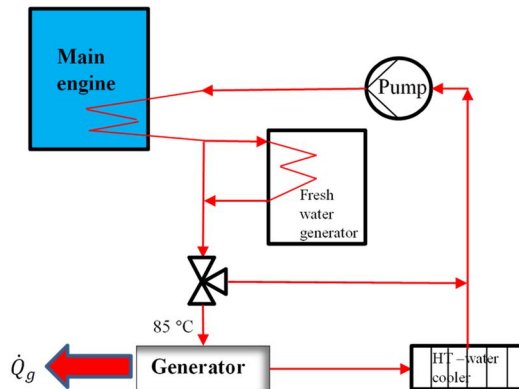 Main
engine
Pump
Fresh
water
generator
85 °C
Q̇g
Generator
HT –water
cooler